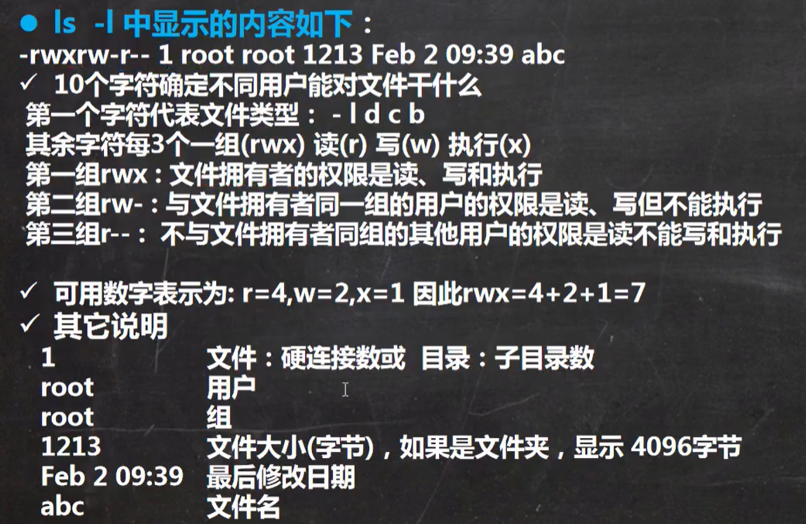 ● ls -l 中显示的内容如下：
-rwxrw-r-- 1 root root 1213 Feb 2 09:39 abc
✓ 10个字符确定不同用户能对文件干什么
第一个字符代表文件类型： - l d c b
其余字符每3个一组(rwx) 读(r) 写(w) 执行(x)
第一组rwx : 文件拥有者的权限是读、写和执行
第二组rw- : 与文件拥有者同一组的用户的权限是读、写但不能执行
第三组r-- : 不与文件拥有者同组的其他用户的权限是读不能写和执行
✓ 可用数字表示为: r=4,w=2,x=1 因此rwx=4+2+1=7
✓ 其它说明
1 文件：硬连接数或 目录：子目录数
root 用户
root 组
1213 文件大小(字节)，如果是文件夹，显示 4096字节
Feb 2 09:39 最后修改日期
abc 文件名